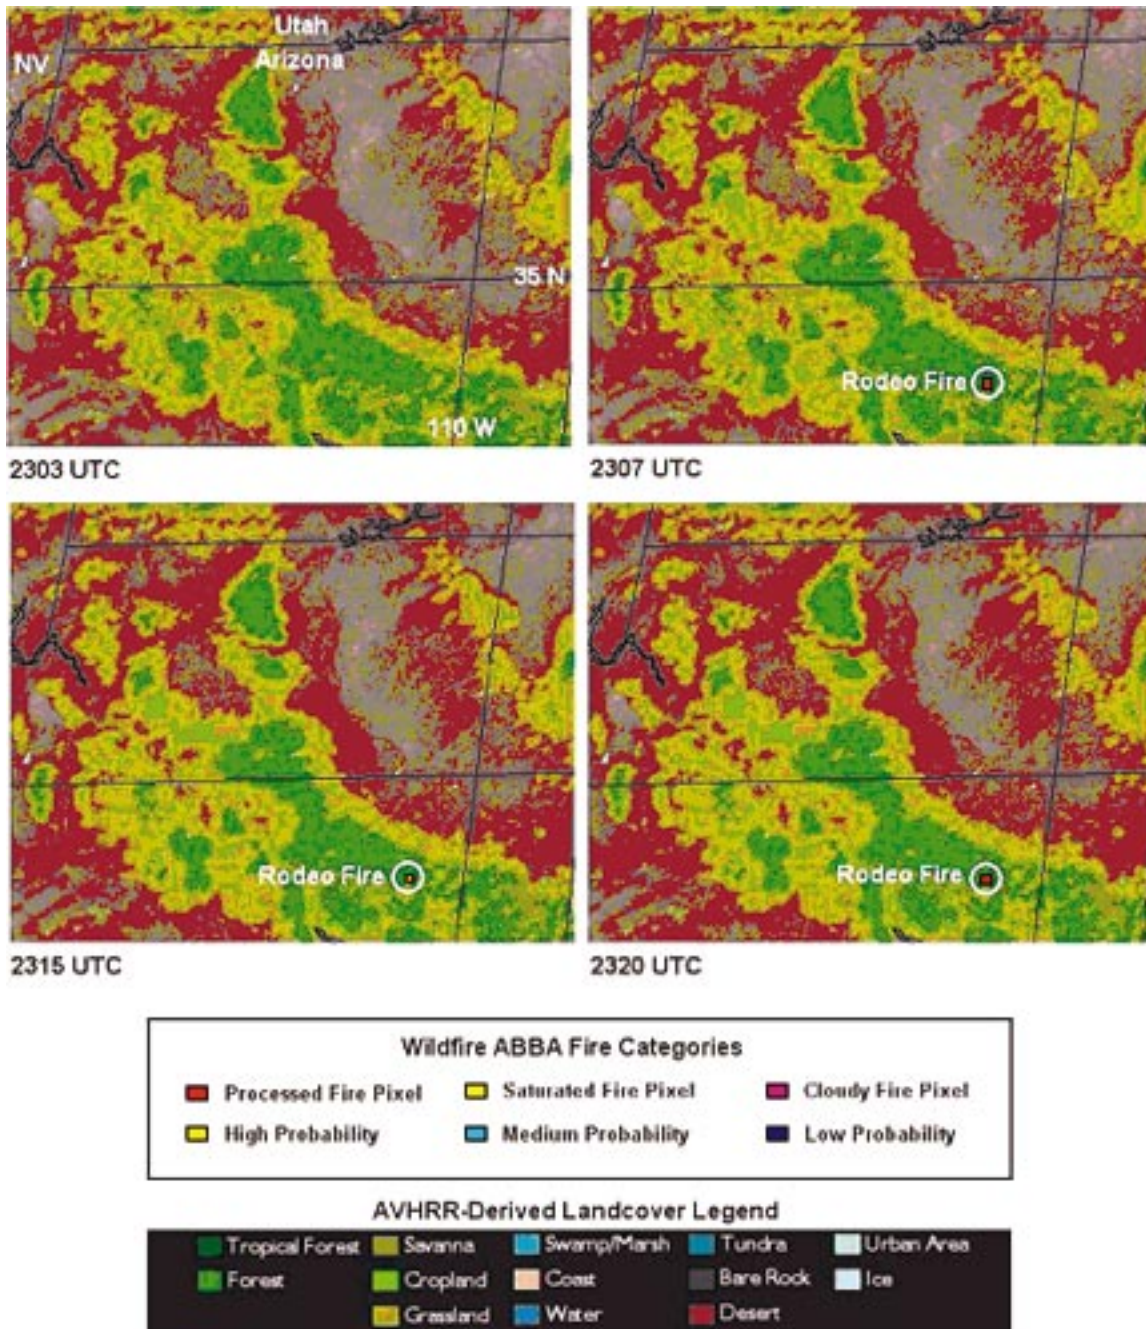 Utah
NV
Arizona
35 N
110 W
2303 UTC
Rodeo Fire
2307 UTC
Rodeo Fire
2315 UTC
Rodeo Fire
2320 UTC
Wildfire ABBA Fire Categories
Processed Fire Pixel Saturated Fire Pixel Cloudy Fire Pixel
High Probability Medium Probability Low Probability
AVHRR-Derived Landcover Legend
Tropical Forest Savanna Swamp/Marsh Tundra Urban Area
Forest Cropland Coast Bare Rock Ice
Grassland Water Desert